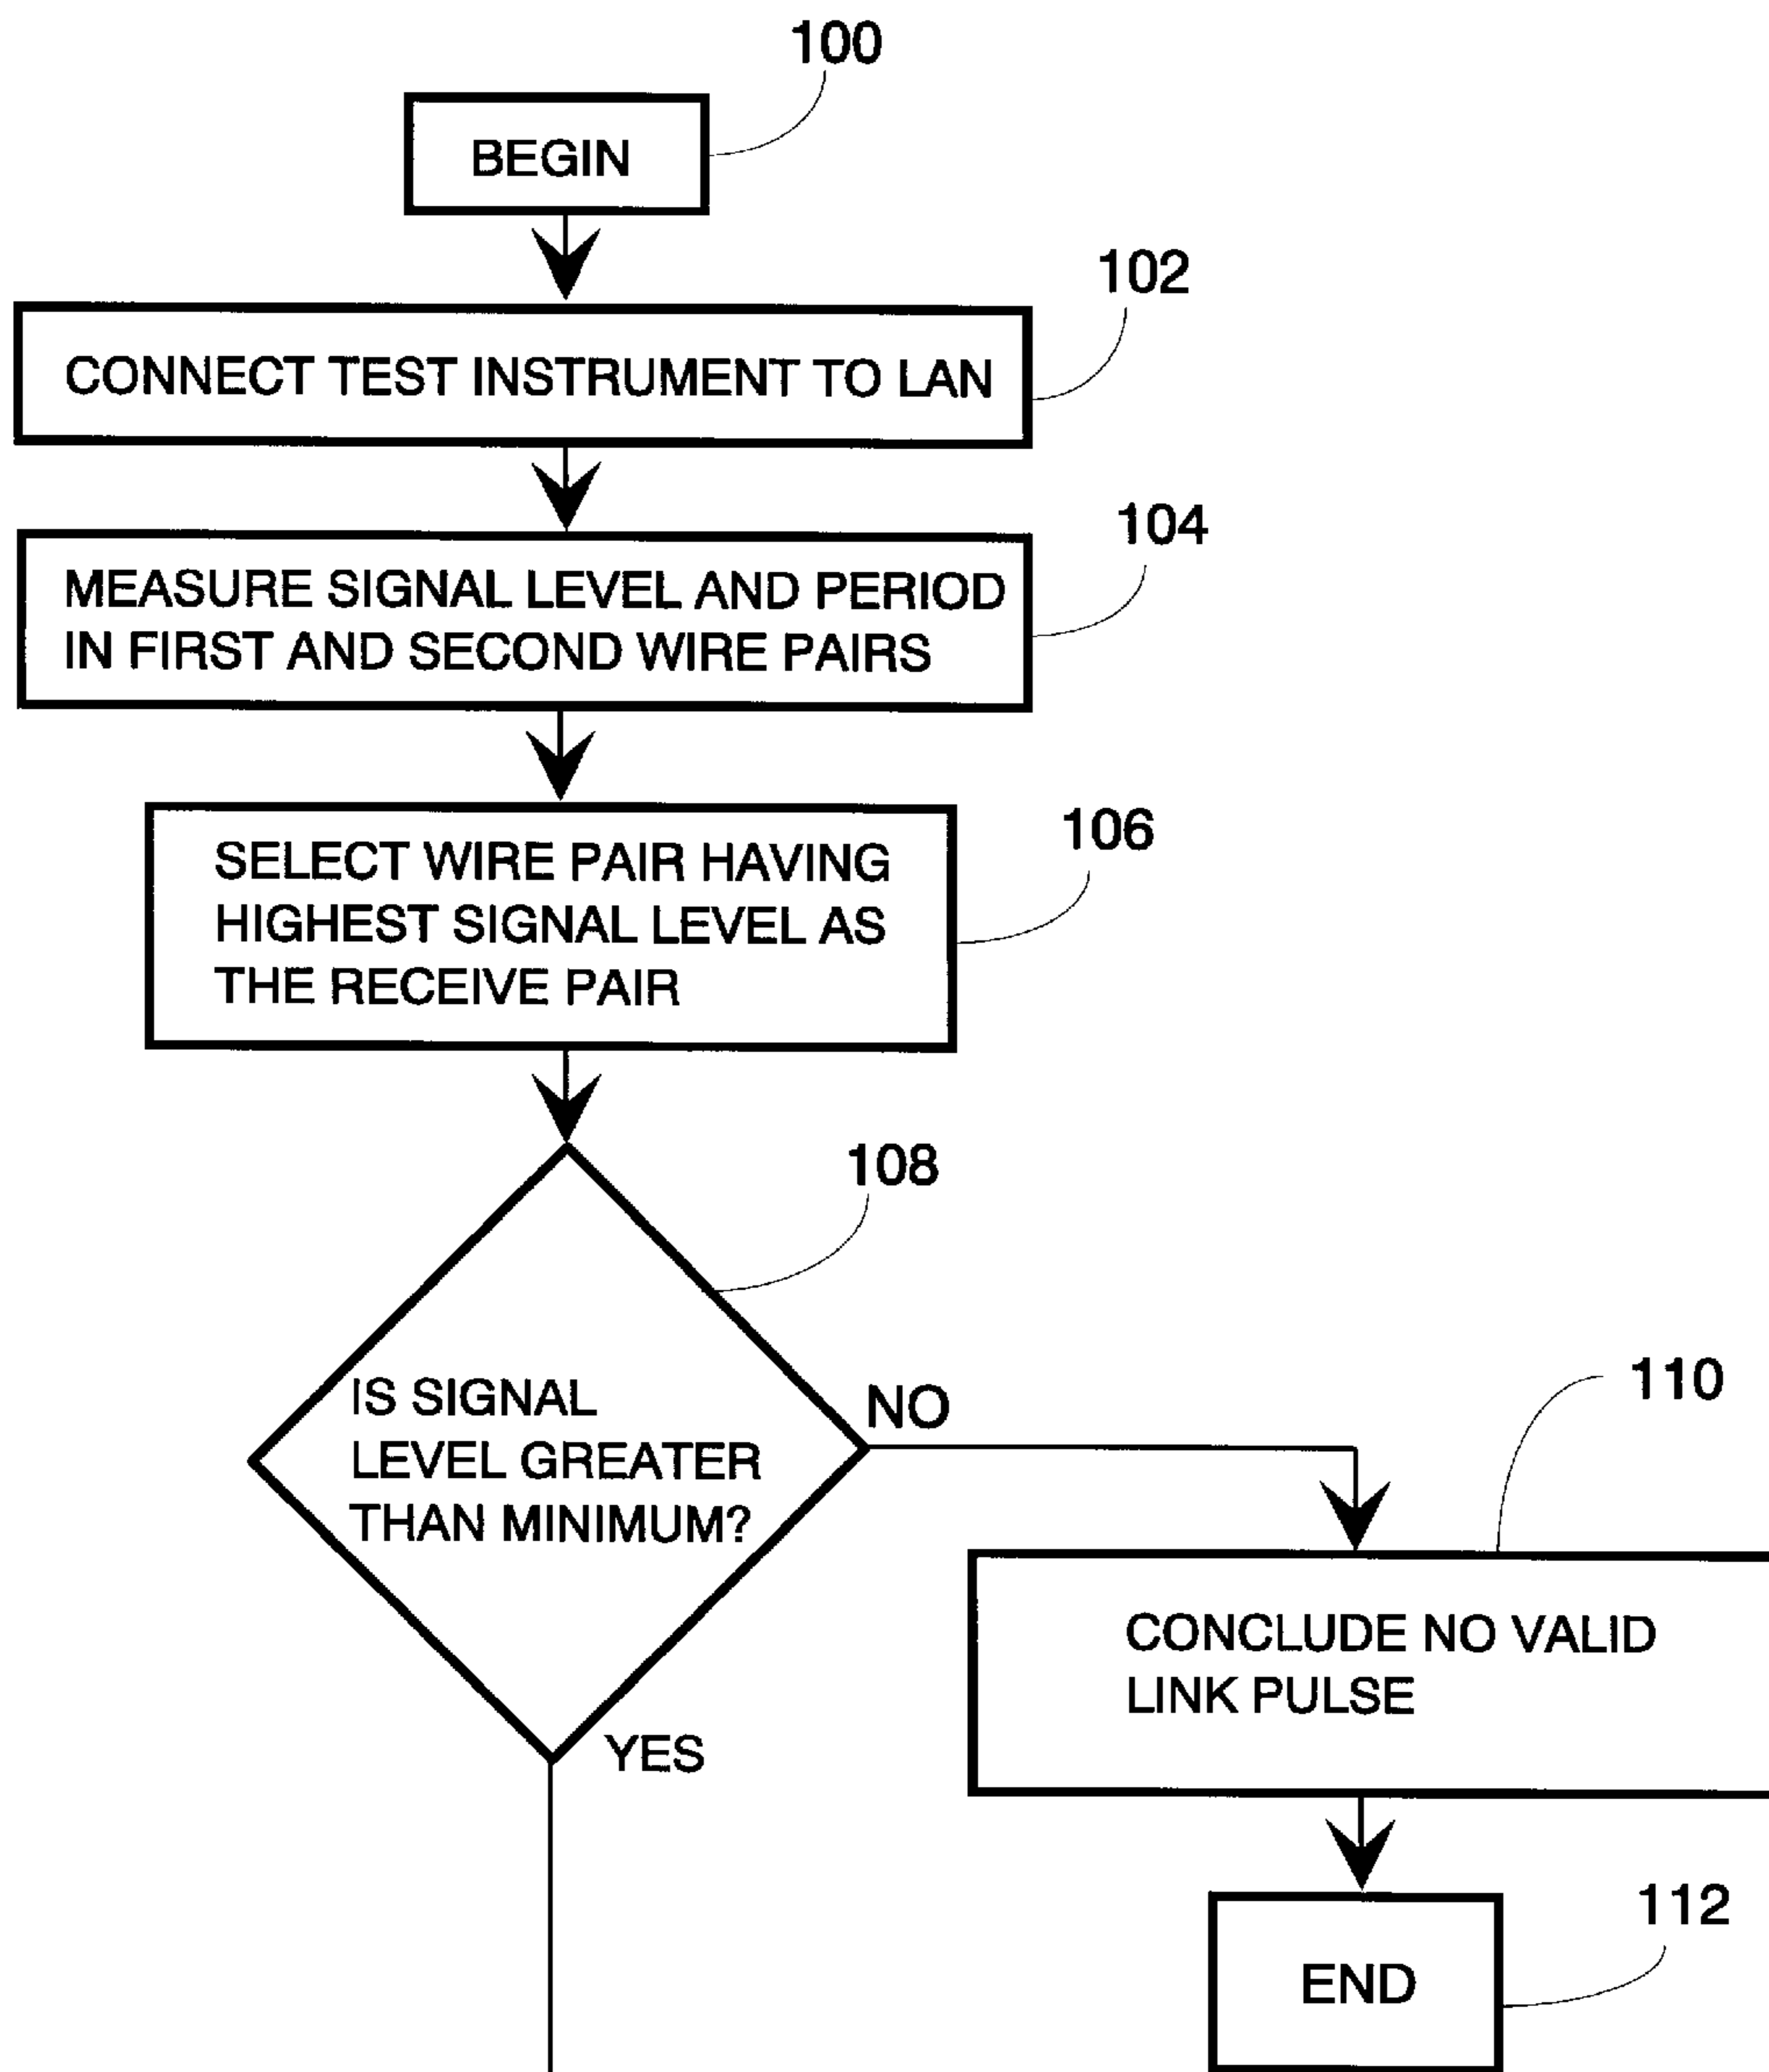 100
BEGIN
102
CONNECT TEST INSTRUMENT TO LAN
104
MEASURE SIGNAL LEVEL AND PERIOD
IN FIRST AND SECOND WIRE PAIRS
106
SELECT WIRE PAIR HAVING
HIGHEST SIGNAL LEVEL AS
THE RECEIVE PAIR
108
IS SIGNAL
LEVEL GREATER
THAN MINIMUM?
NO
YES
110
CONCLUDE NO VALID
LINK PULSE
112
END